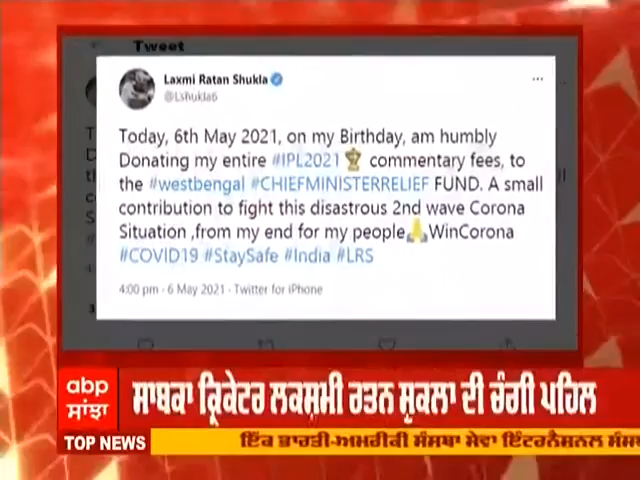 Tweet
Laxmi Ratan Shukla
@Lshukla6
Today, 6th May 2021, on my Birthday, am humbly
Donating my entire #IPL2021 🏆 commentary fees, to
the #westbengal #CHIEFMINISTERRELIEF FUND. A small
contribution to fight this disastrous 2nd wave Corona
Situation ,from my end for my people🙏WinCorona
#COVID19 #StaySafe #India #LRS
4:00 pm · 6 May 2021 · Twitter for iPhone
abp
ਸਾਂਝਾ
ਸਾਬਕਾ ਕ੍ਰਿਕੇਟਰ ਲਕਸ਼ਮੀ ਰਤਨ ਸ਼ੁਕਲਾ ਦੀ ਚੰਗੀ ਪਹਿਲ
TOP NEWS
ਇੱਕ ਭਾਰਤੀ-ਅਮਰੀਕੀ ਸੰਸਥਾ ਸੇਵਾ ਇੰਟਰਨੈਸ਼ਨਲ